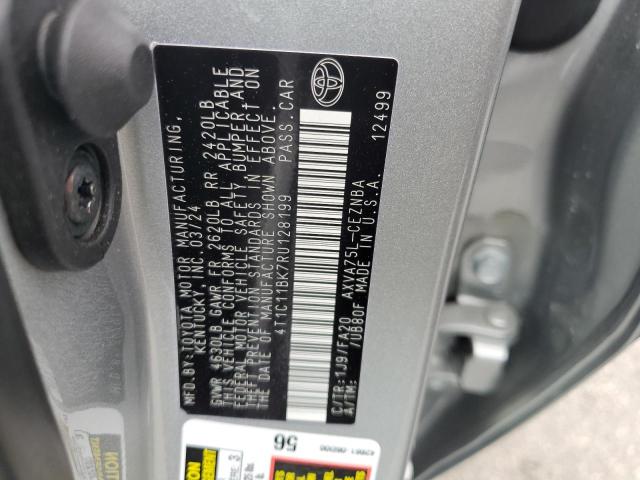 MFD.BY:TOYOTA MOTOR MANUFACTURING,
KENTUCKY, INC. 03/24
GVWR 4630LB GAWR FR 2620LB RR 2420LB
THIS VEHICLE CONFORMS TO ALL APPLICABLE
FEDERAL MOTOR VEHICLE SAFETY, BUMPER, AND
THEFT PREVENTION STANDARDS IN EFFECT ON
THE DATE OF MANUFACTURE SHOWN ABOVE.
4T1C11BK7RU128199 PASS.CAR
C/TR:1J9/FA20 AXVA75L-CEZNBA
A/TM: /UB80F MADE IN U.S.A. 12499
56